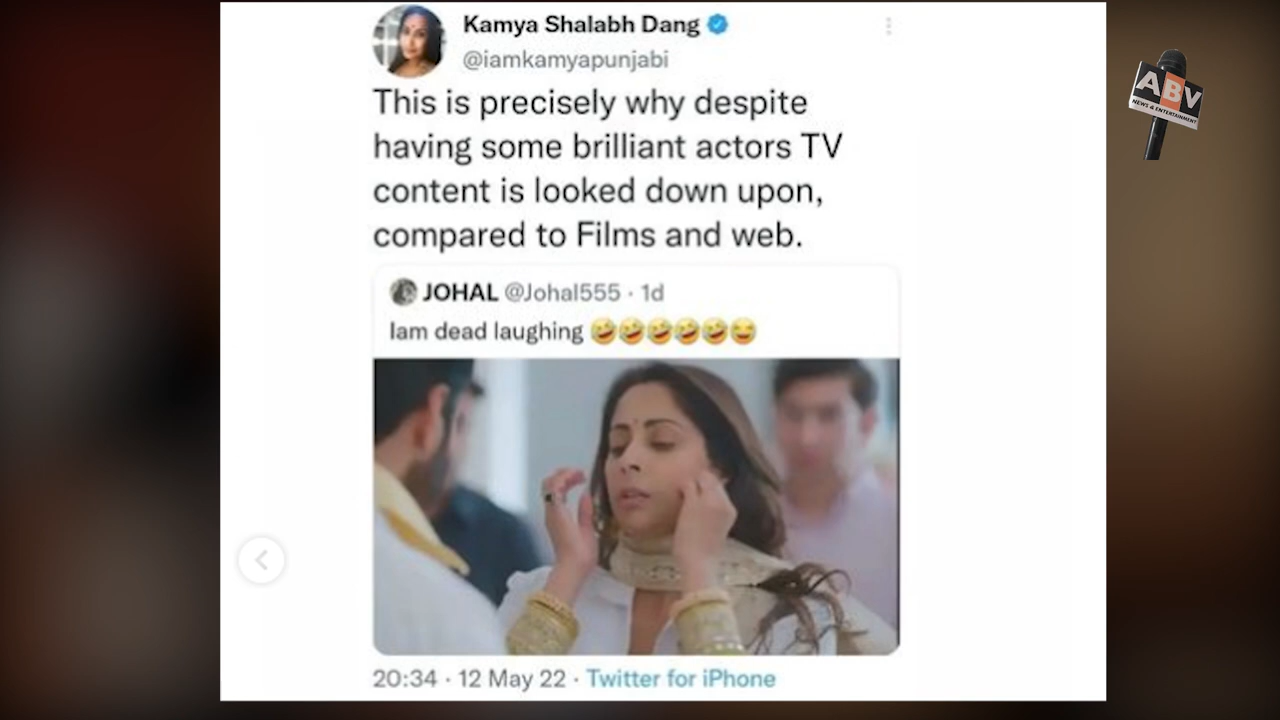 Kamya Shalabh Dang
@iamkamyapunjabi
This is precisely why despite
having some brilliant actors TV
content is looked down upon,
compared to Films and web.
JOHAL @Johal555 · 1d
Iam dead laughing 🤣🤣🤣🤣🤣😂
20:34 · 12 May 22 · Twitter for iPhone
ABV
NEWS & ENTERTAINMENT